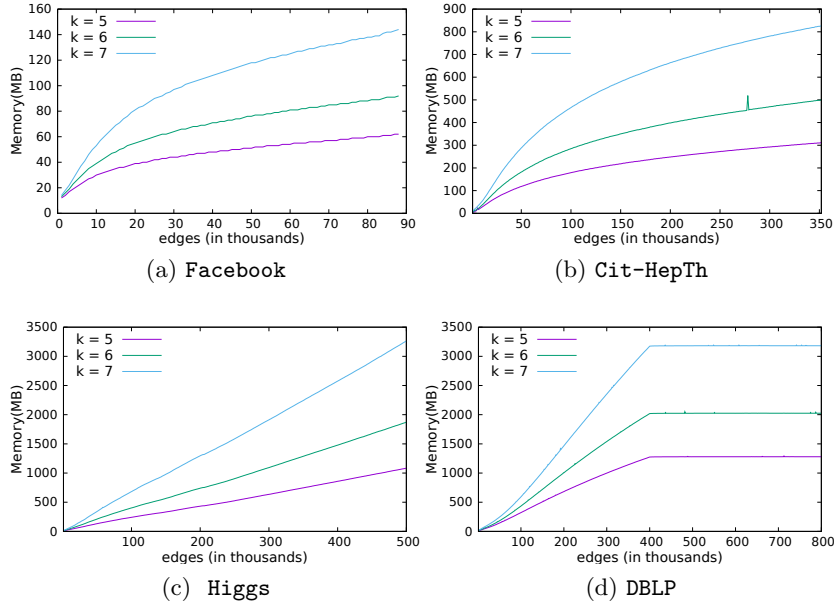 160
140
120
100
80
60
40
20
0
Memory(MB)
k = 5
k = 6
k = 7
0 10 20 30 40 50 60 70 80 90
edges (in thousands)
(a) Facebook
900
800
700
600
500
400
300
200
100
0
Memory(MB)
k = 5
k = 6
k = 7
50 100 150 200 250 300 350
edges (in thousands)
(b) Cit-HepTh
3500
3000
2500
2000
1500
1000
500
0
Memory(MB)
k = 5
k = 6
k = 7
100 200 300 400 500
edges (in thousands)
(c) Higgs
3500
3000
2500
2000
1500
1000
500
0
Memory(MB)
k = 5
k = 6
k = 7
100 200 300 400 500 600 700 800
edges (in thousands)
(d) DBLP